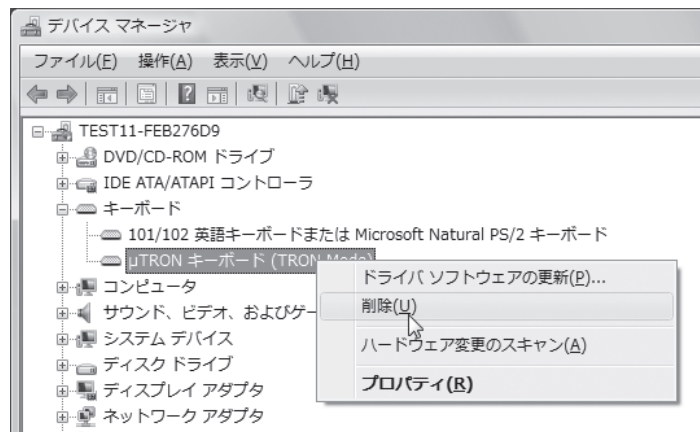 デバイス マネージャ
ファイル(F) 操作(A) 表示(V) ヘルプ(H)
TEST11-FEB276D9
DVD/CD-ROM ドライブ
IDE ATA/ATAPI コントローラ
キーボード
101/102 英語キーボードまたは Microsoft Natural PS/2 キーボード
μTRON キーボード (TRON Mode)
ドライバ ソフトウェアの更新(P)...
コンピュータ
削除(U)
サウンド、ビデオ、およびゲー
システム デバイス
ハードウェア変更のスキャン(A)
ディスク ドライブ
プロパティ(R)
ディスプレイ アダプタ
ネットワーク アダプタ